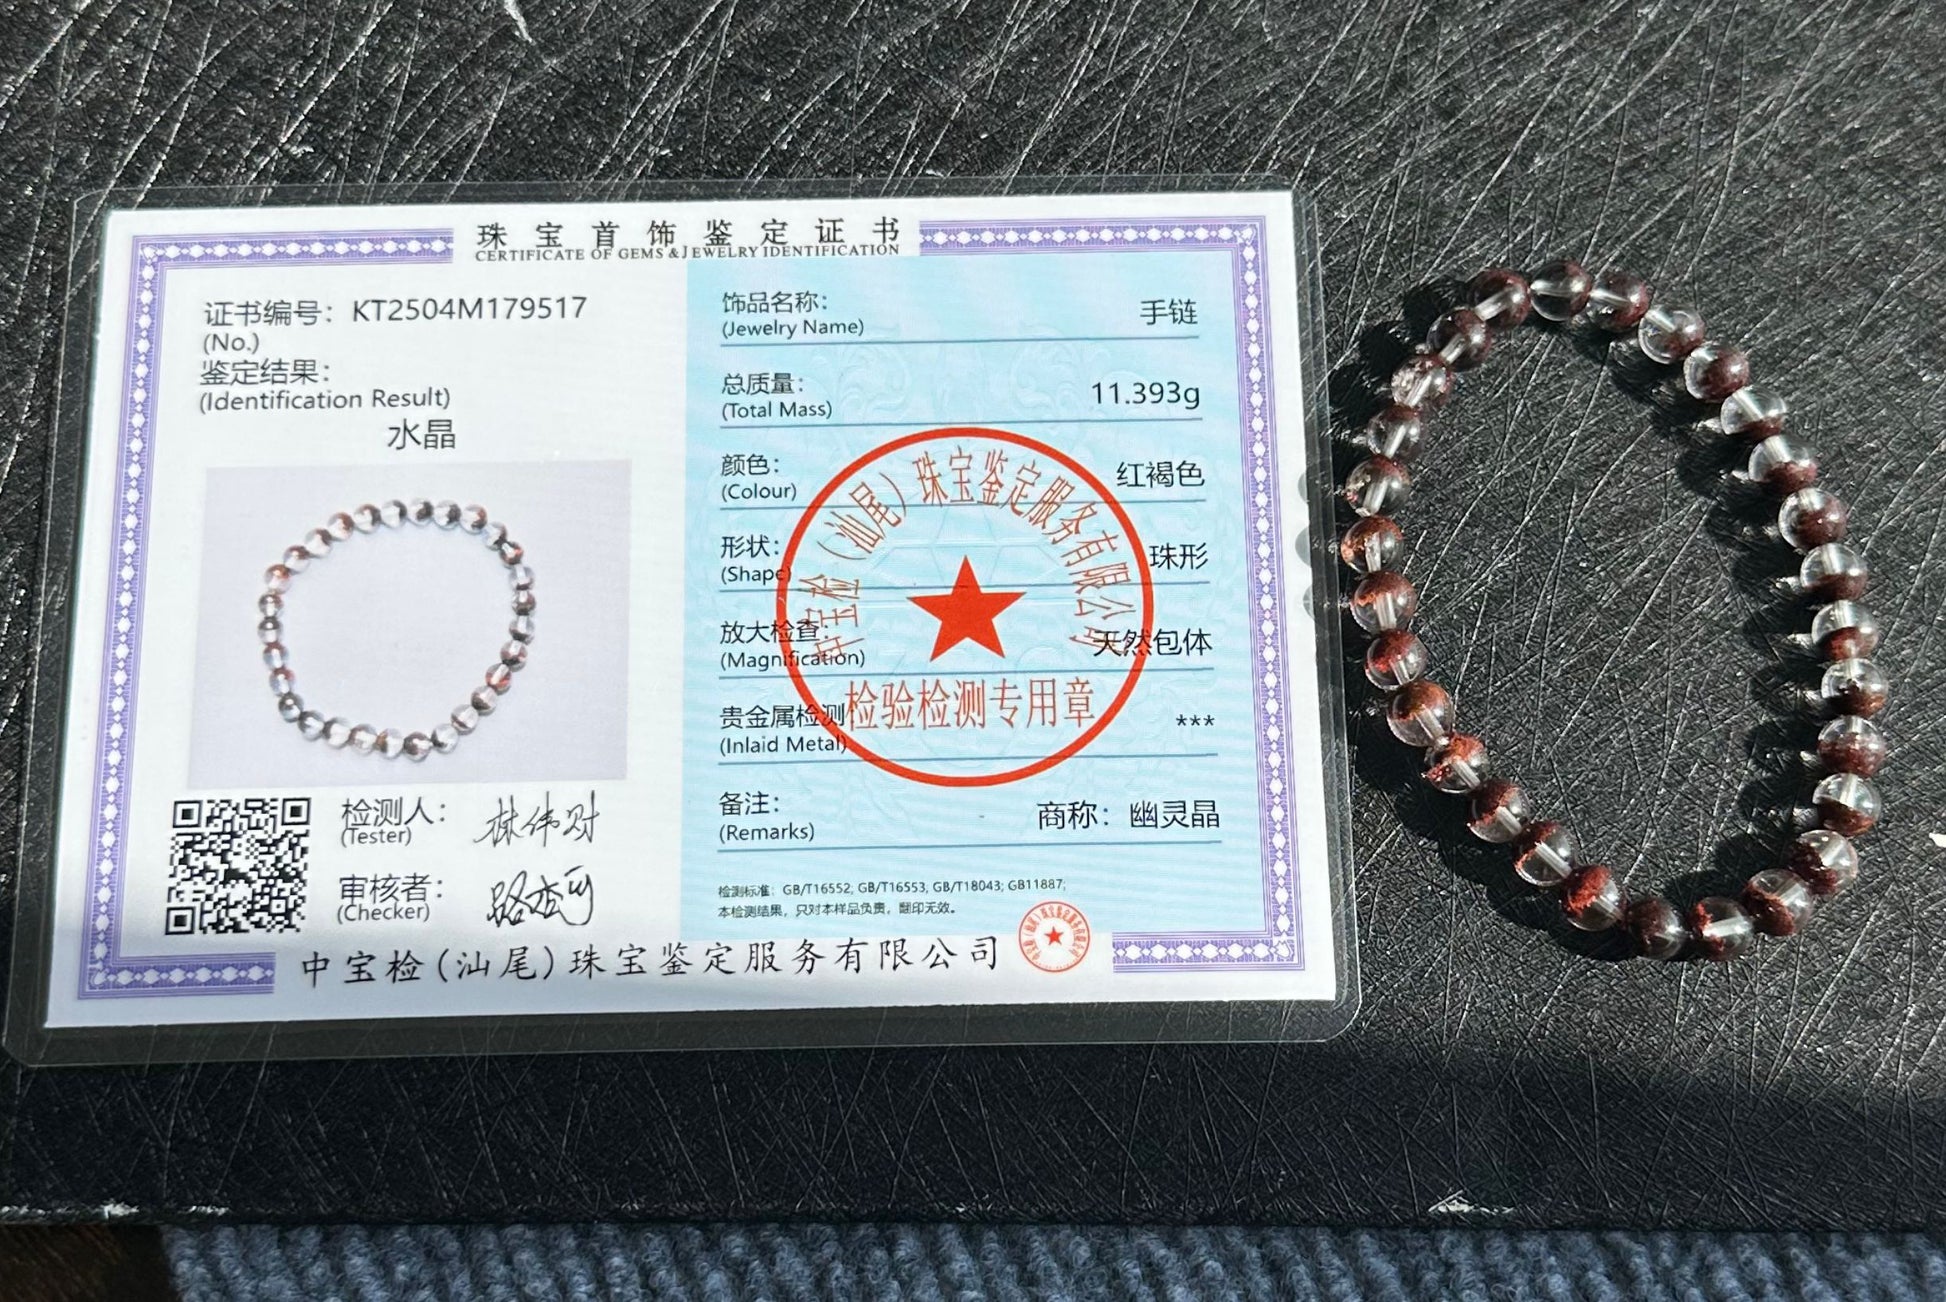 珠宝首饰鉴定证书
CERTIFICATE OF GEMS &JEWELRY IDENTIFICATION
证书编号：KT2504M179517
(No.)
鉴定结果：
(Identification Result)
水晶
检测人：
(Tester)
林伟财
审核者：
(Checker)
饰品名称：
(Jewelry Name)
手链
总质量：
(Total Mass)
11.393g
颜色：
(Colour)
红褐色
形状：
(Shape)
珠形
放大检查：
(Magnification)
天然包体
贵金属检测
(Inlaid Metal)
***
备注：
(Remarks)
商称：幽灵晶
中宝检（汕尾）珠宝鉴定服务有限公司
检验检测专用章
检测标准：GB/T16552; GB/T16553, GB/T18043; GB11887;
本检测结果，只对本样品负责，翻印无效。
中宝检(汕尾)珠宝鉴定服务有限公司